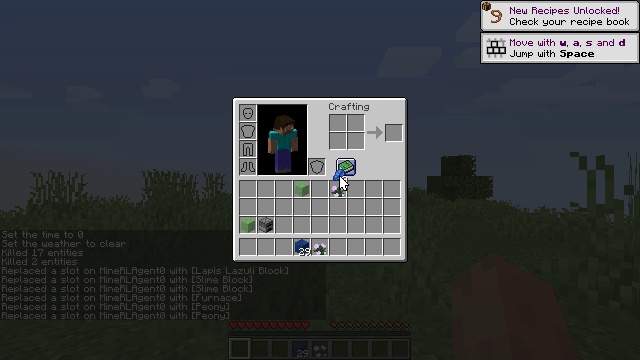 New Recipes Unlocked!
Check your recipe book
Move with w, a, s and d
Jump with Space
Crafting
29
Set the time to 0
Set the weather to clear
Killed 17 entities
Killed 2 entities
Replaced a slot on MineRLAgent0 with [Lapis Lazuli Block]
Replaced a slot on MineRLAgent0 with [Slime Block]
Replaced a slot on MineRLAgent0 with [Slime Block]
Replaced a slot on MineRLAgent0 with [Furnace]
Replaced a slot on MineRLAgent0 with [Peony]
Replaced a slot on MineRLAgent0 with [Peony]
29